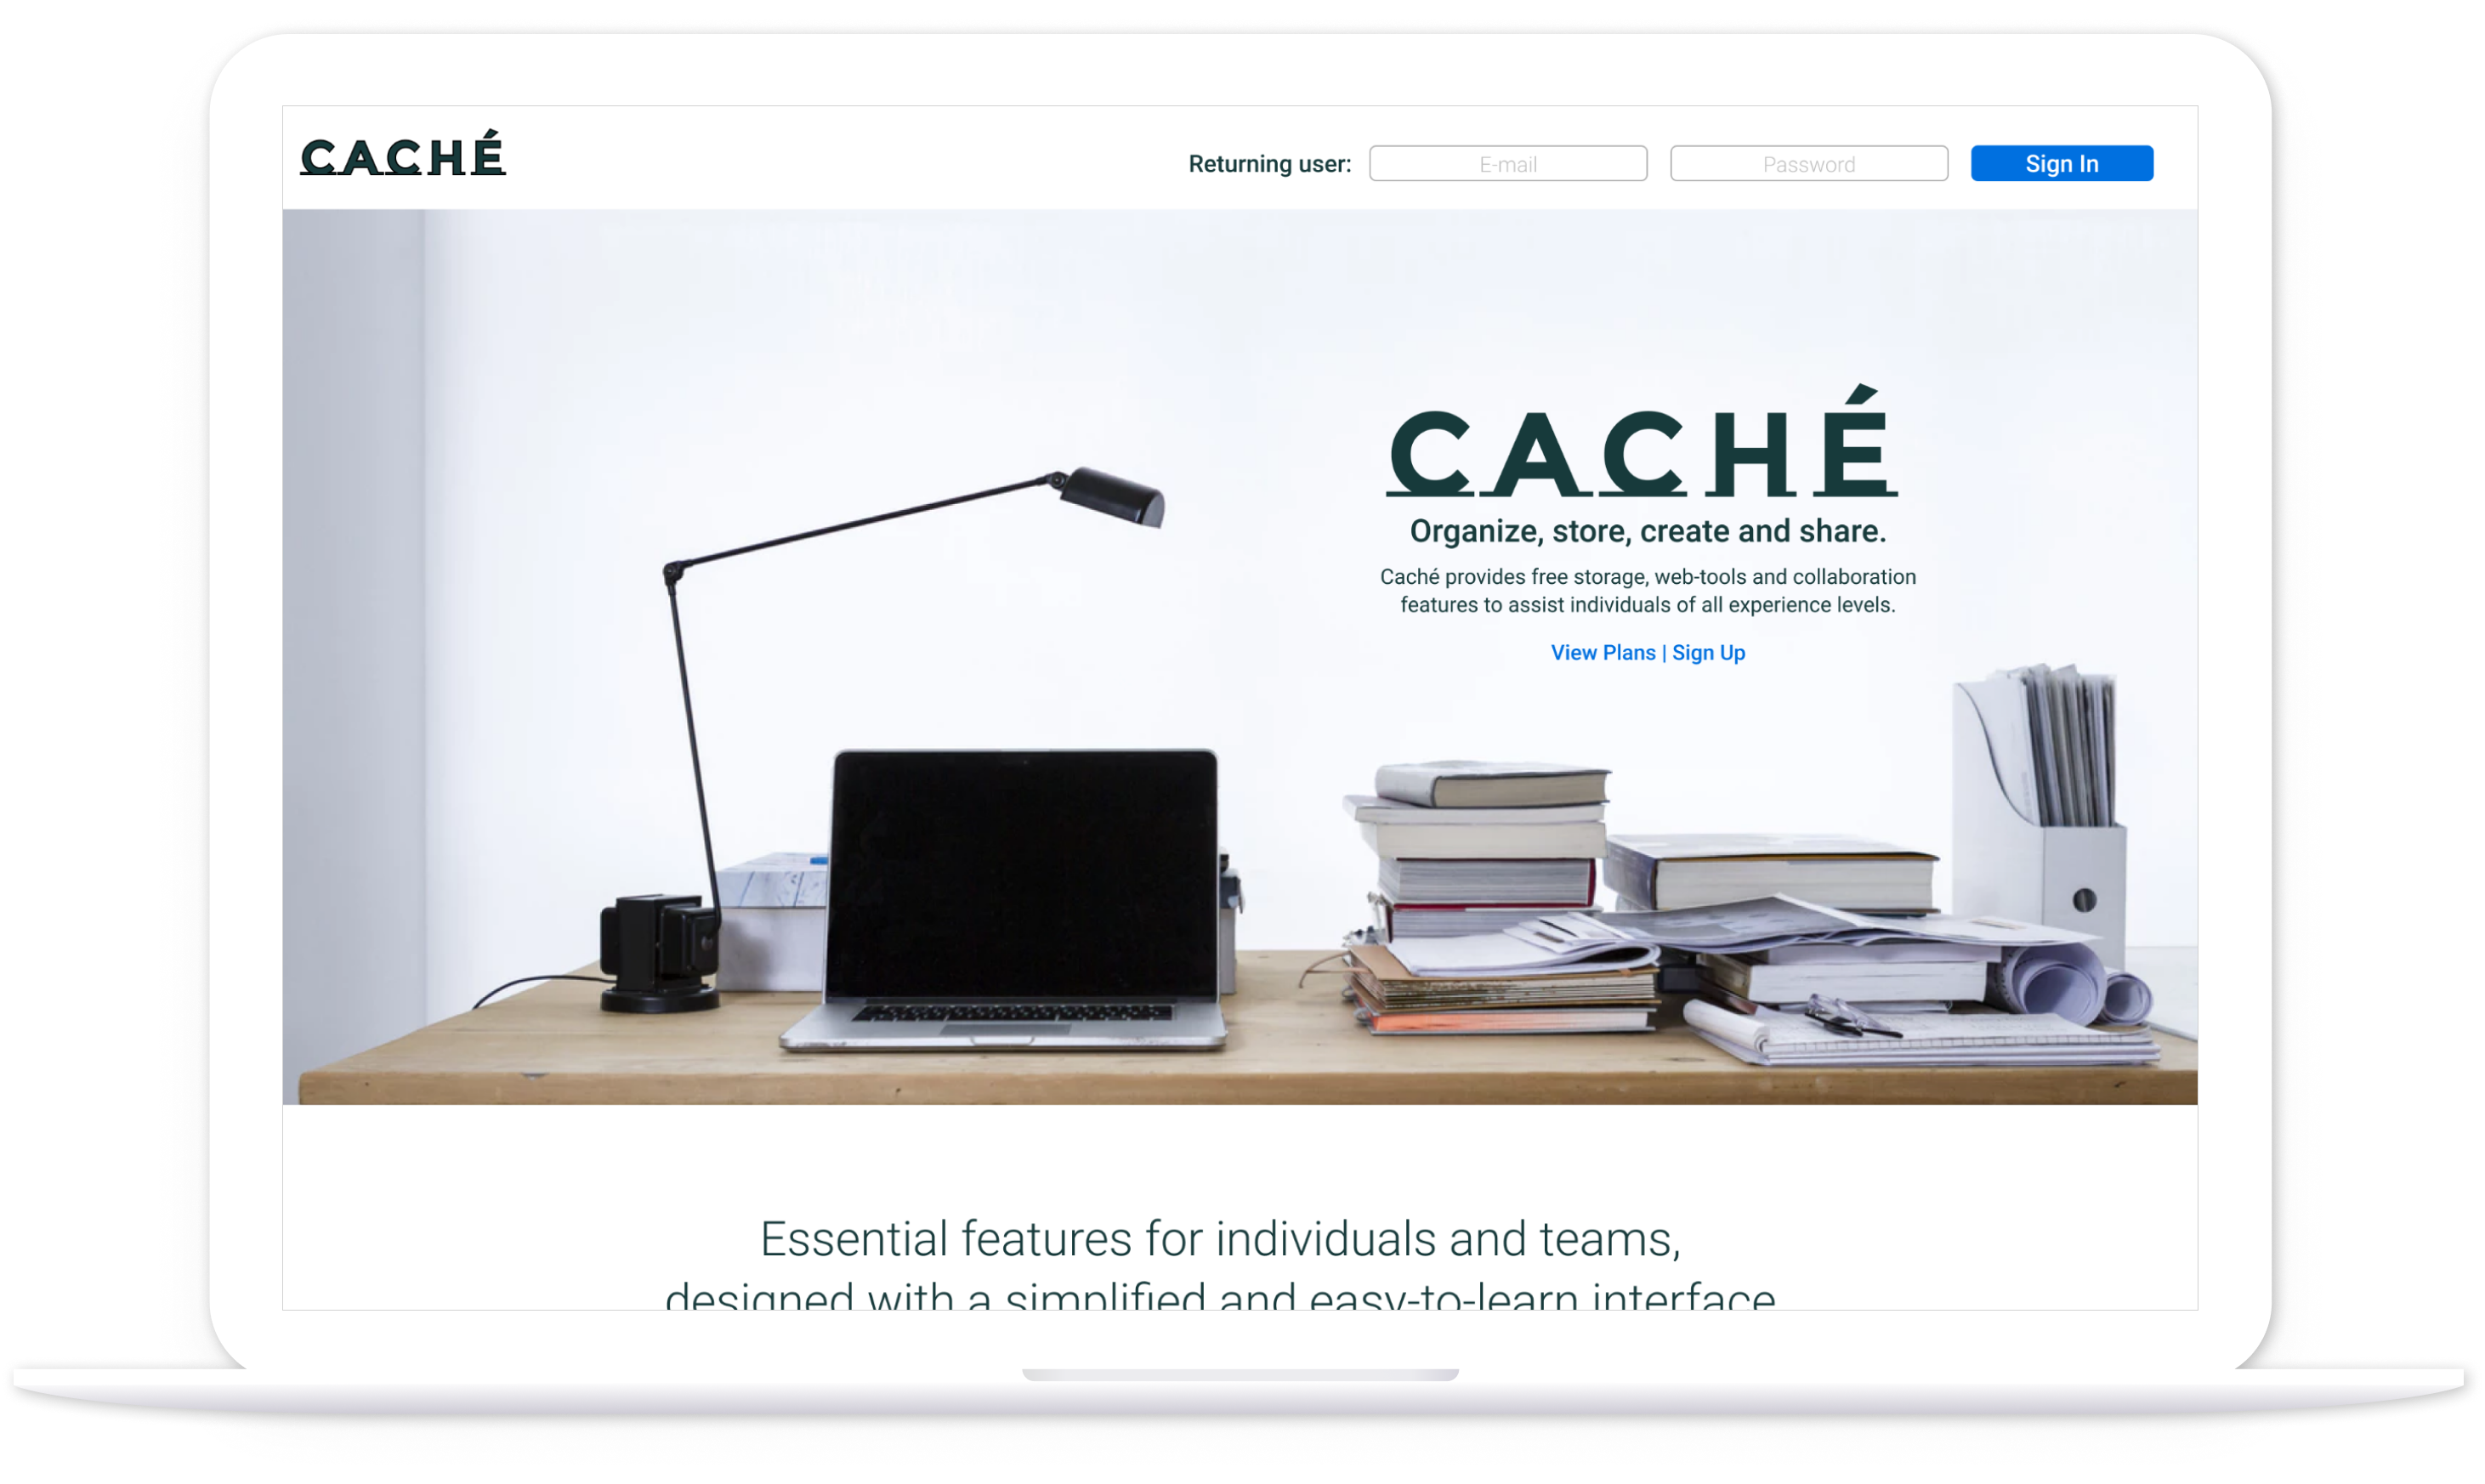 CACHÉ
Returning user: E-mail Password Sign In
CACHÉ
Organize, store, create and share.
Caché provides free storage, web-tools and collaboration
features to assist individuals of all experience levels.
View Plans | Sign Up
Essential features for individuals and teams,
designed with a simplified and easy-to-learn interface